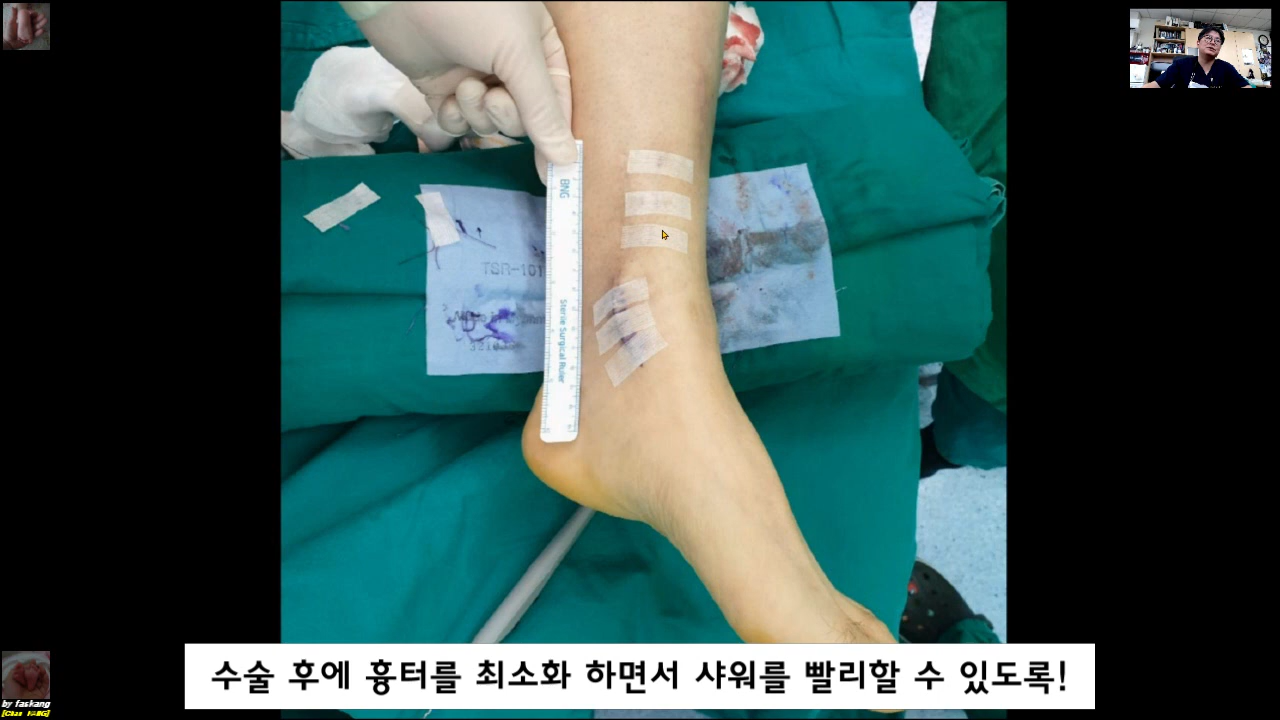 BNG
TSR-101
Sterile Surgical Ruler
수술 후에 흉터를 최소화 하면서 샤워를 빨리할 수 있도록!
by faskang